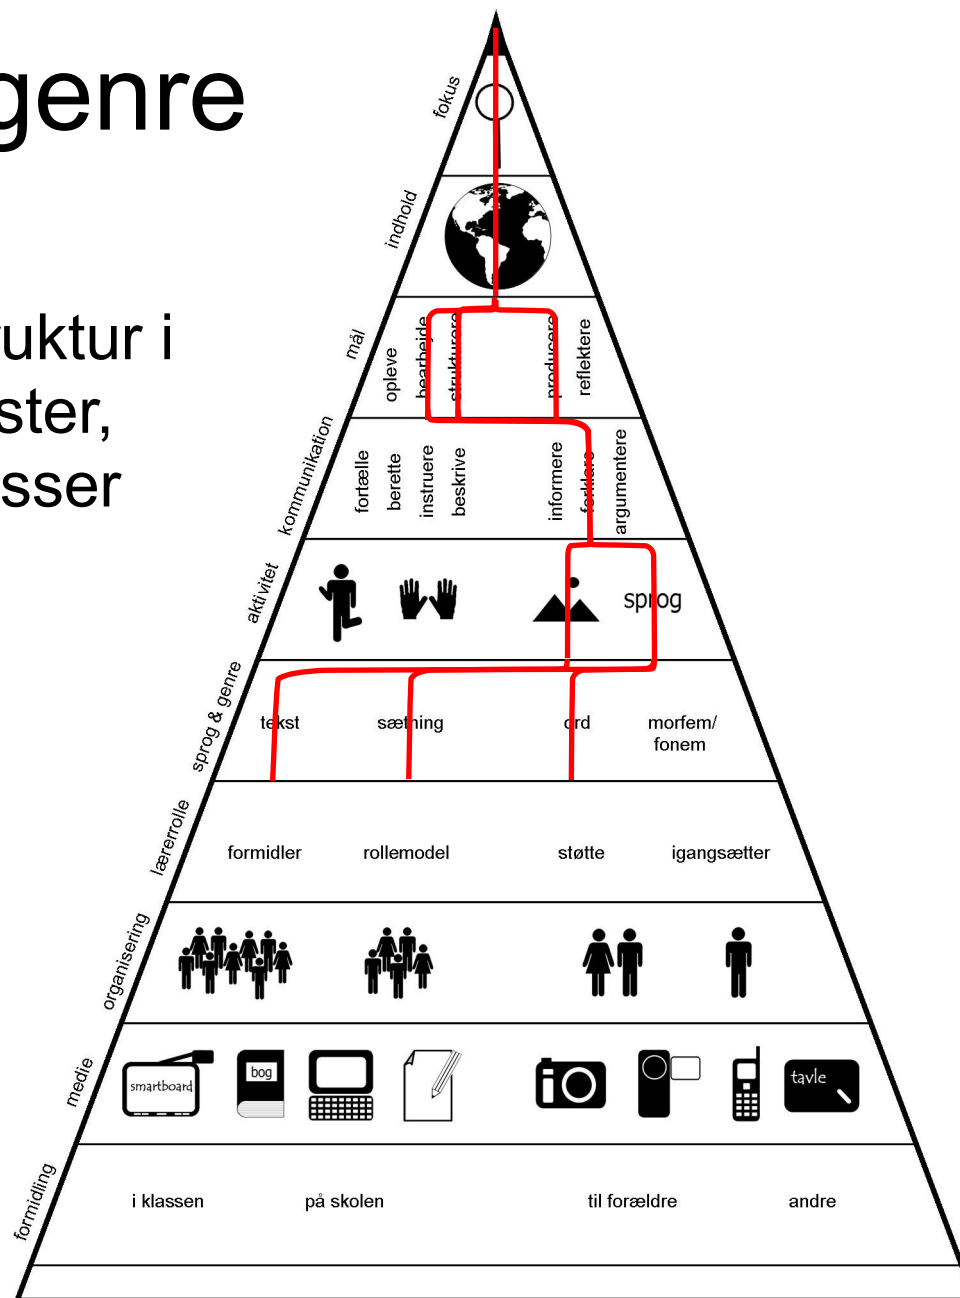 genre
uktur i
ster,
sser
fokus
indhold
mål
opleve
bearbejde
strukturere
producere
reflektere
kommunikation
fortælle
berette
instruere
beskrive
informere
forklare
argumentere
aktivitet
sprog
sprog & genre
tekst
sætning
ord
morfem/
fonem
lærerrolle
formidler
rollemodel
støtte
igangsætter
organisering
medie
smartboard
bog
tavle
formidling
i klassen
på skolen
til forældre
andre